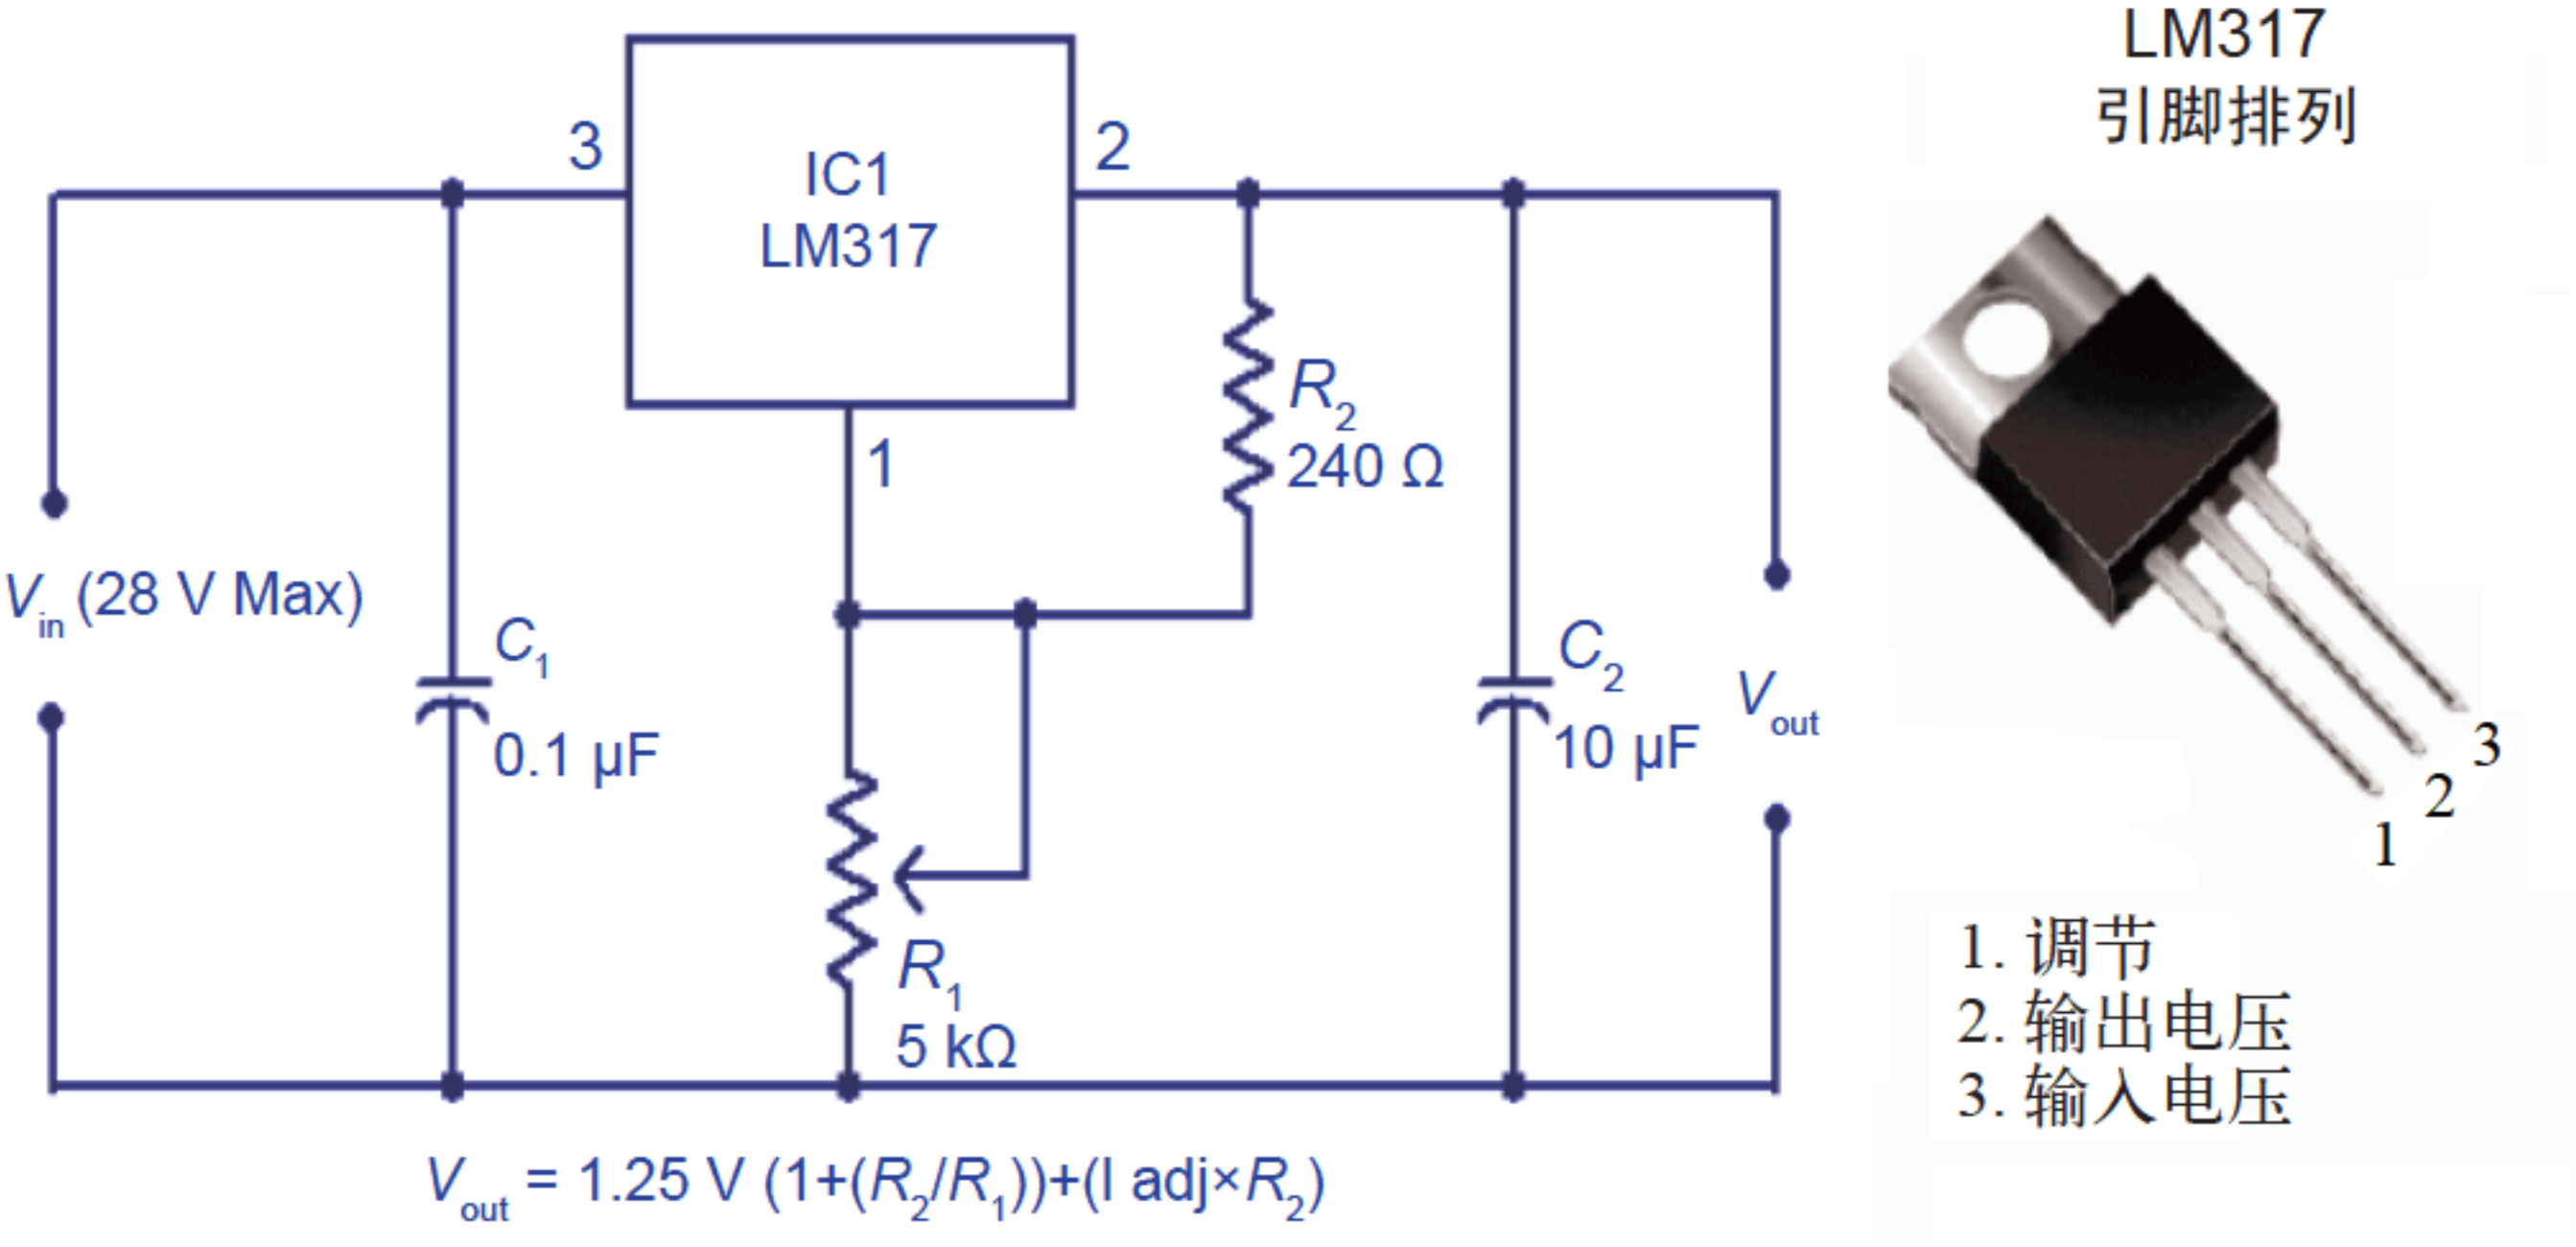 LM317
引脚排列
3
IC1
LM317
2
1
R2
240 Ω
Vin (28 V Max)
C1
0.1 μF
C2
10 μF
Vout
R1
5 kΩ
3
2
1
1. 调节
2. 输出电压
3. 输入电压
Vout = 1.25 V (1+(R2/R1))+(I adj×R2)